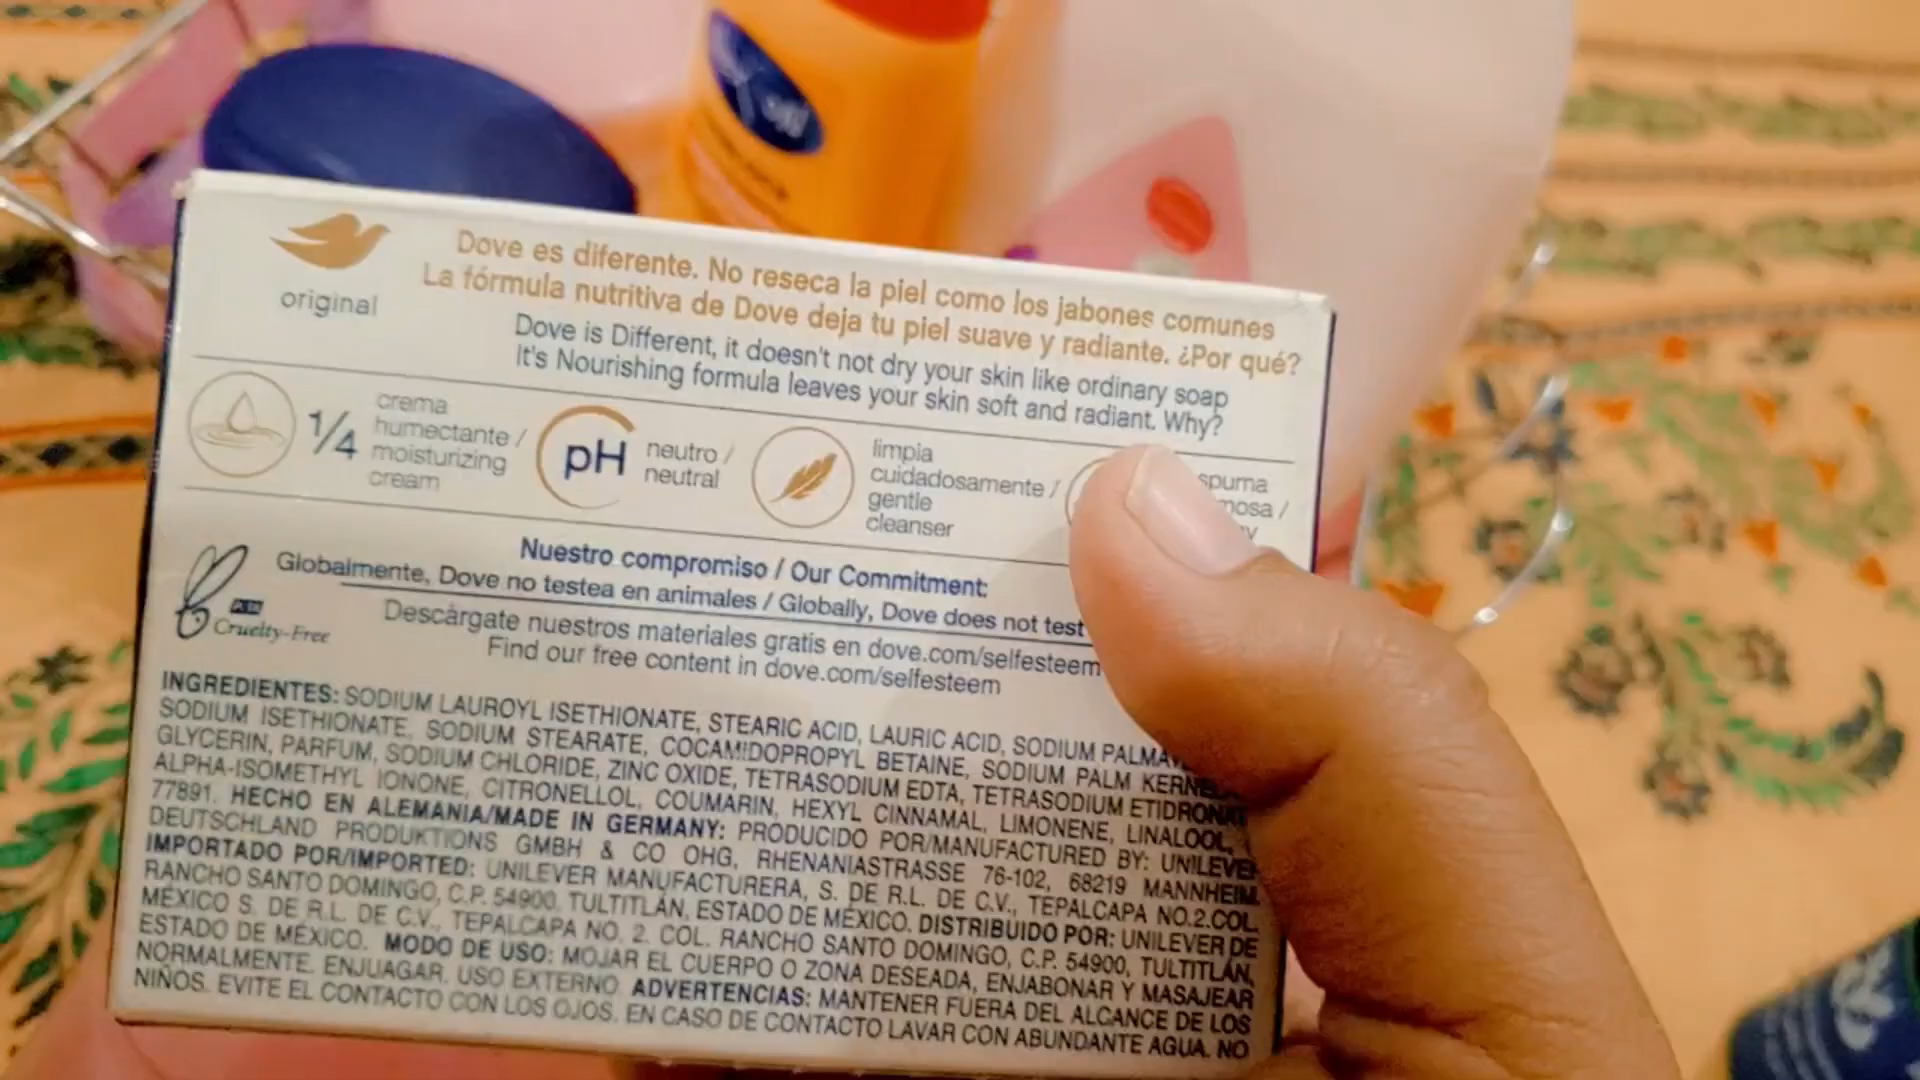 original
Dove es diferente. No reseca la piel como los jabones comunes
La fórmula nutritiva de Dove deja tu piel suave y radiante. ¿Por qué?
Dove is Different, it doesn't not dry your skin like ordinary soap
It's Nourishing formula leaves your skin soft and radiant. Why?
1/4
crema
humectante /
moisturizing
cream
pH
neutro /
neutral
limpia
cuidadosamente /
gentle
cleanser
Nuestro compromiso / Our Commitment:
Globalmente, Dove no testea en animales / Globally, Dove does not test
PETA
Cruelty-Free
Descárgate nuestros materiales gratis en dove.com/selfesteem
Find our free content in dove.com/selfesteem
INGREDIENTES: SODIUM LAUROYL ISETHIONATE, STEARIC ACID, LAURIC ACID, SODIUM
SODIUM ISETHIONATE, SODIUM STEARATE, COCAMIDOPROPYL BETAINE, SODIUM PALM
GLYCERIN, PARFUM, SODIUM CHLORIDE, ZINC OXIDE, TETRASODIUM EDTA, TETRASODIUM
ALPHA-ISOMETHYL IONONE, CITRONELLOL, COUMARIN, HEXYL CINNAMAL, LIMONENE, LINALOOL,
77891. HECHO EN ALEMANIA/MADE IN GERMANY: PRODUCIDO POR/MANUFACTURED BY: UNILEVER
DEUTSCHLAND PRODUKTIONS GMBH & CO OHG, RHENANIASTRASSE 76-102, 68219 MANNHEIM.
IMPORTADO POR/IMPORTED: UNILEVER MANUFACTURERA, S. DE R.L. DE C.V., TEPALCAPA NO.2.COL.
RANCHO SANTO DOMINGO, C.P. 54900, TULTITLÁN, ESTADO DE MÉXICO. DISTRIBUIDO POR: UNILEVER DE
MÉXICO S. DE R.L. DE C.V., TEPALCAPA NO. 2. COL. RANCHO SANTO DOMINGO, C.P. 54900, TULTITLÁN,
ESTADO DE MÉXICO. MODO DE USO: MOJAR EL CUERPO O ZONA DESEADA, ENJABONAR Y MASAJEAR
NORMALMENTE. ENJUAGAR. USO EXTERNO. ADVERTENCIAS: MANTENER FUERA DEL ALCANCE DE LOS
NIÑOS. EVITE EL CONTACTO CON LOS OJOS. EN CASO DE CONTACTO LAVAR CON ABUNDANTE AGUA. NO